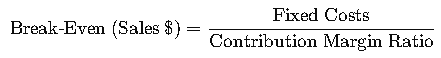 Break-Even (Sales $) = Fixed Costs / Contribution Margin Ratio